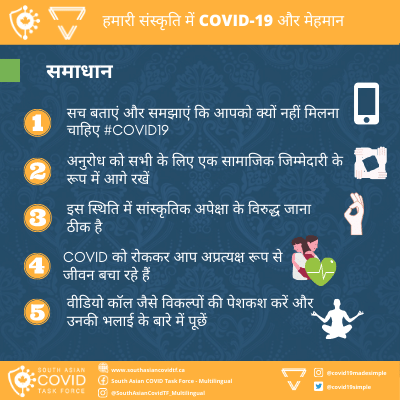 हमारी संस्कृति में COVID-19 और मेहमान
समाधान
1
सच बताएं और समझाएं कि आपको क्यों नहीं मिलना
चाहिए #COVID19
2
अनुरोध को सभी के लिए एक सामाजिक जिम्मेदारी के
रूप में आगे रखें
3
इस स्थिति में सांस्कृतिक अपेक्षा के विरुद्ध जाना
ठीक है
4
COVID को रोककर आप अप्रत्यक्ष रूप से
जीवन बचा रहे हैं
5
वीडियो कॉल जैसे विकल्पों की पेशकश करें और
उनकी भलाई के बारे में पूछें
SOUTH ASIAN
COVID
TASK FORCE
www.southasiancovidtf.ca
South Asian COVID Task Force - Multilingual
@SouthAsianCovidTF_Multilingual
@covid19madesimple
@covid19simple